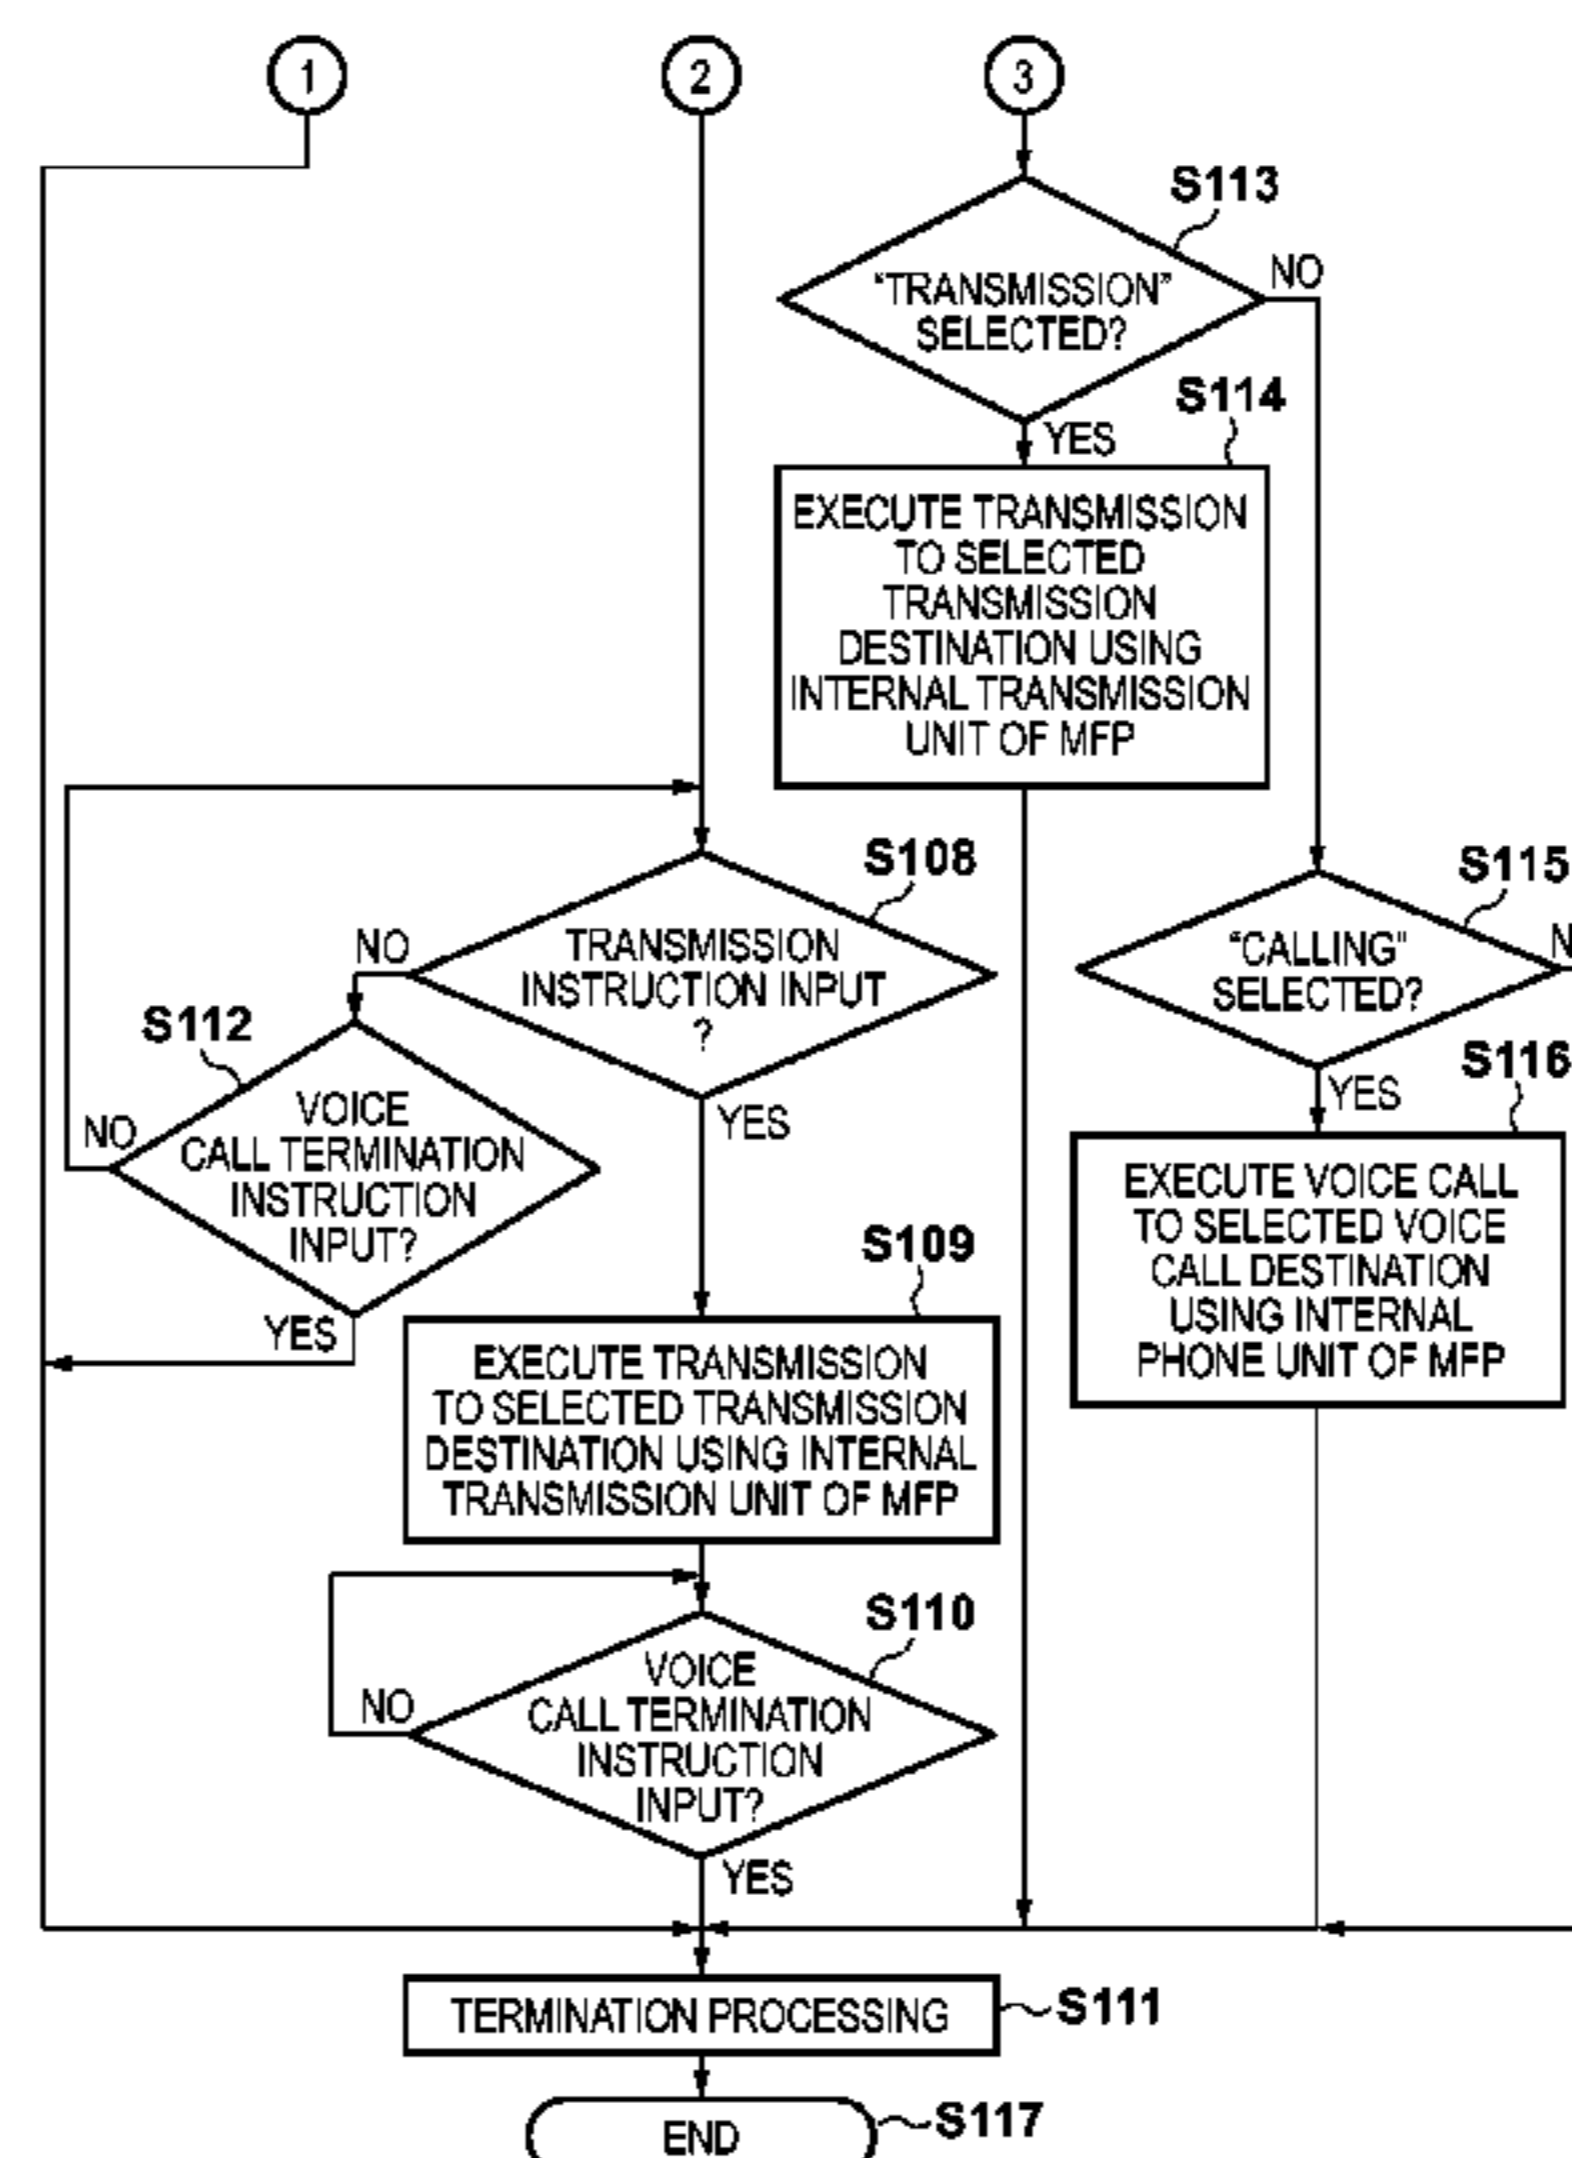 1
2
3
S113
"TRANSMISSION"
SELECTED?
NO
YES
S114
EXECUTE TRANSMISSION
TO SELECTED
TRANSMISSION
DESTINATION USING
INTERNAL TRANSMISSION
UNIT OF MFP
S108
TRANSMISSION
INSTRUCTION INPUT
?
NO
YES
S115
"CALLING"
SELECTED?
N
YES
S112
VOICE
CALL TERMINATION
INSTRUCTION
INPUT?
NO
YES
S116
EXECUTE VOICE CALL
TO SELECTED VOICE
CALL DESTINATION
USING INTERNAL
PHONE UNIT OF MFP
S109
EXECUTE TRANSMISSION
TO SELECTED TRANSMISSION
DESTINATION USING INTERNAL
TRANSMISSION UNIT OF MFP
S110
VOICE
CALL TERMINATION
INSTRUCTION
INPUT?
NO
YES
TERMINATION PROCESSING
S111
END
S117